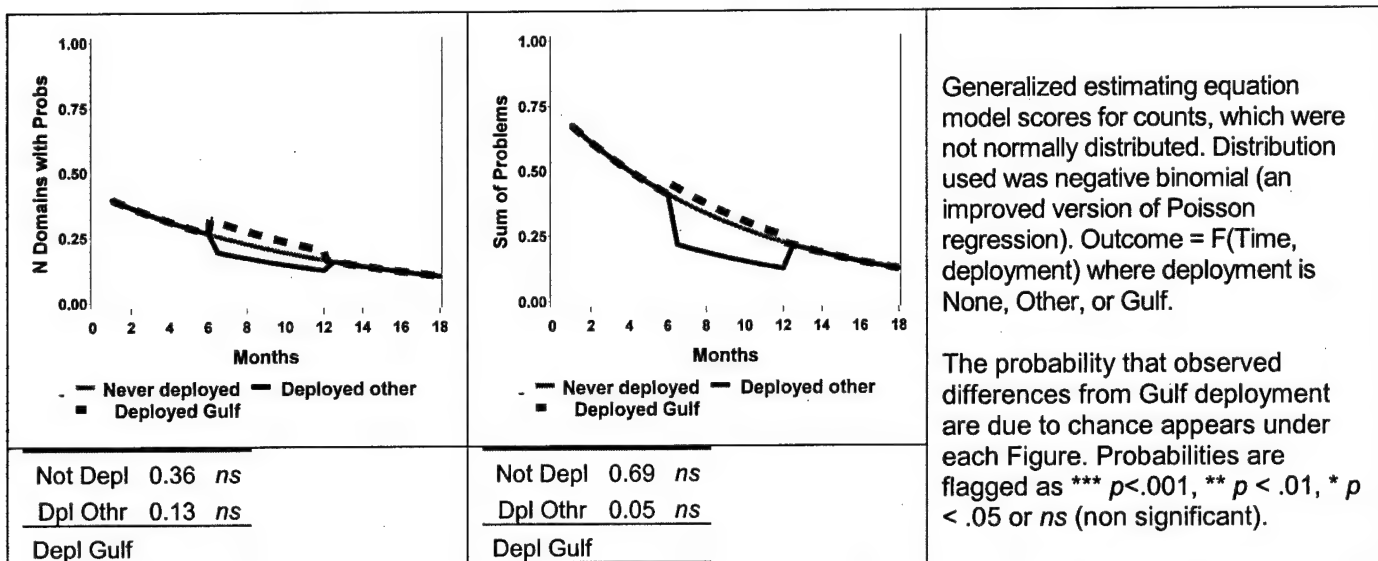 1.00
0.75
0.50
0.25
0.00
N Domains with Probs
0 2 4 6 8 10 12 14 16 18
Months
Never deployed Deployed other
Deployed Gulf
1.00
0.75
0.50
0.25
0.00
Sum of Problems
0 2 4 6 8 10 12 14 16 18
Months
Never deployed Deployed other
Deployed Gulf
Generalized estimating equation
model scores for counts, which were
not normally distributed. Distribution
used was negative binomial (an
improved version of Poisson
regression). Outcome = F(Time,
deployment) where deployment is
None, Other, or Gulf.
The probability that observed
differences from Gulf deployment
are due to chance appears under
each Figure. Probabilities are
flagged as *** p<.001, ** p < .01, * p
< .05 or ns (non significant).
Not Depl 0.36 ns
Dpl Othr 0.13 ns
Depl Gulf
Not Depl 0.69 ns
Dpl Othr 0.05 ns
Depl Gulf